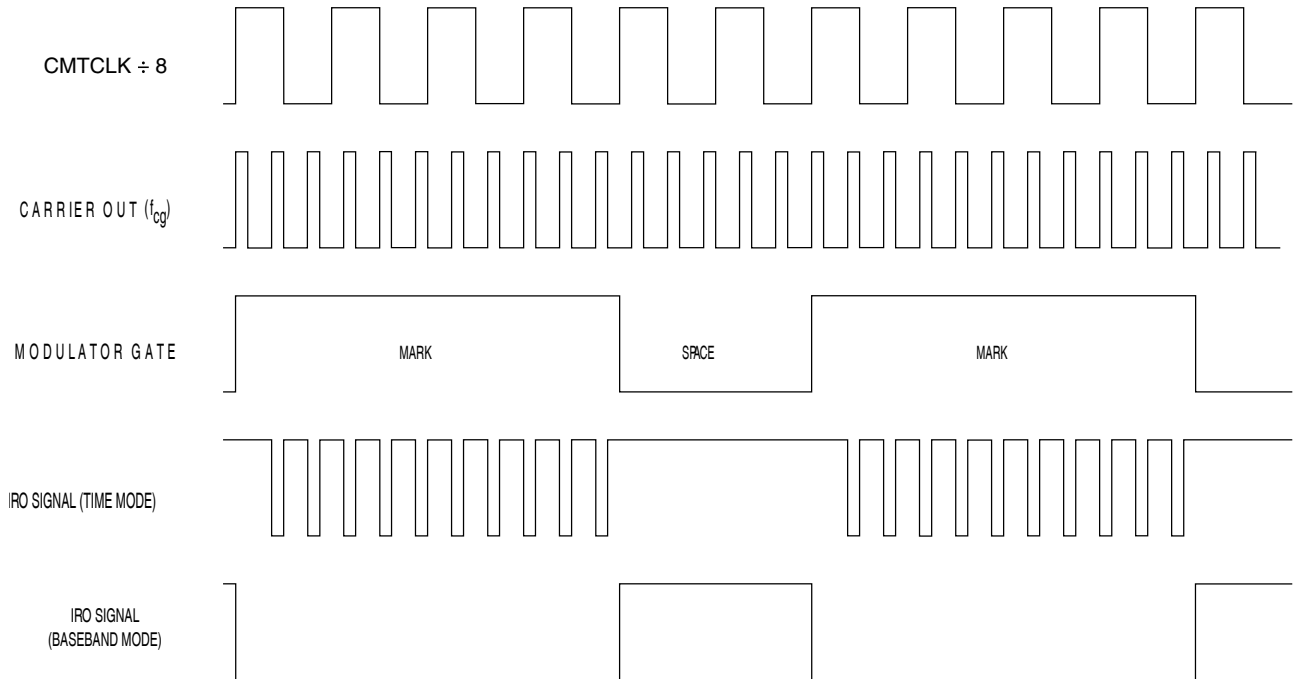 CMTCLK ÷ 8
CARRIER OUT (fcg)
MODULATOR GATE
MARK
SPACE
MARK
IRO SIGNAL (TIME MODE)
IRO SIGNAL
(BASEBAND MODE)